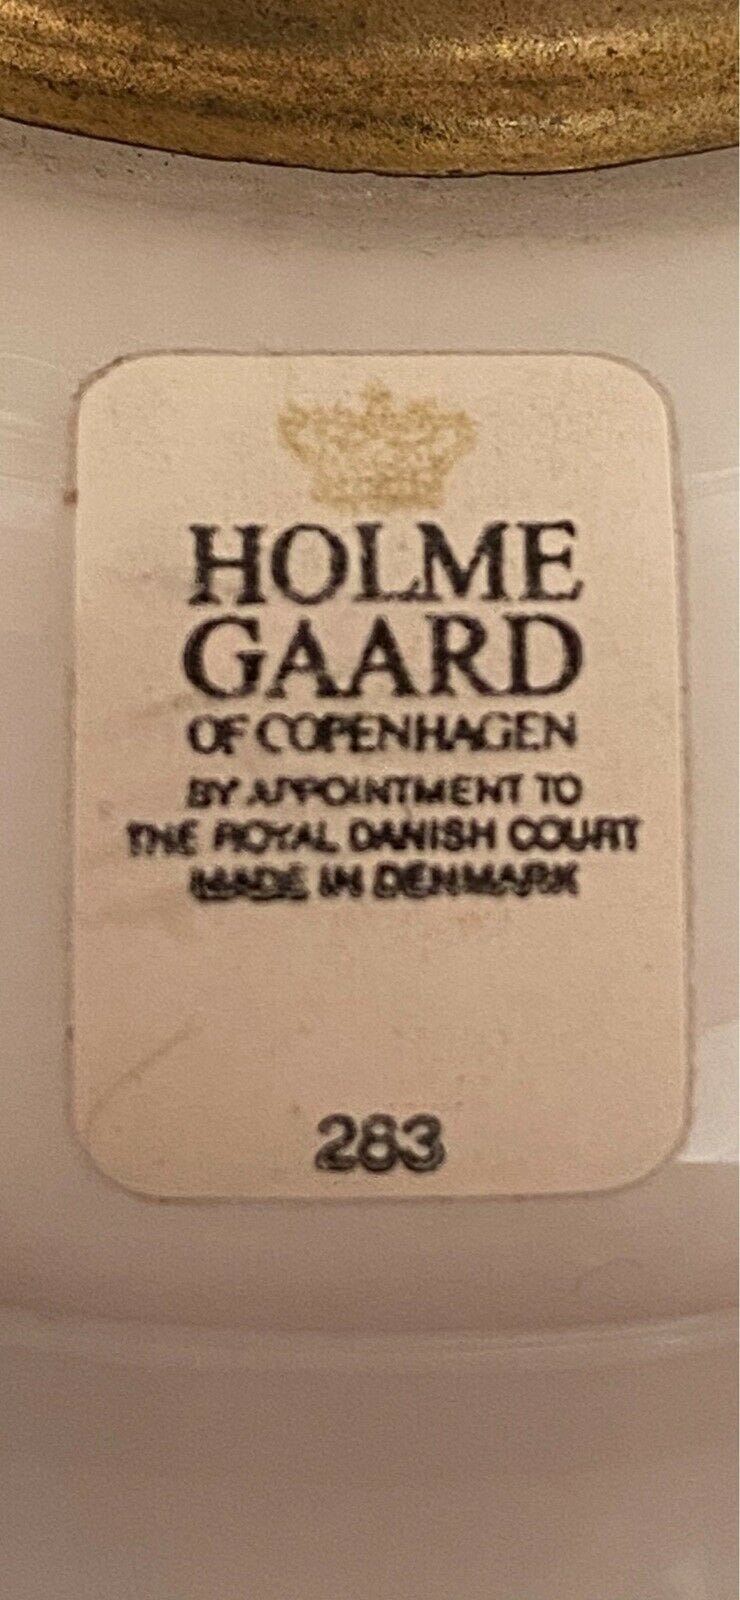 HOLME
GAARD
OF COPENHAGEN
BY APPOINTMENT TO
THE ROYAL DANISH COURT
MADE IN DENMARK
283